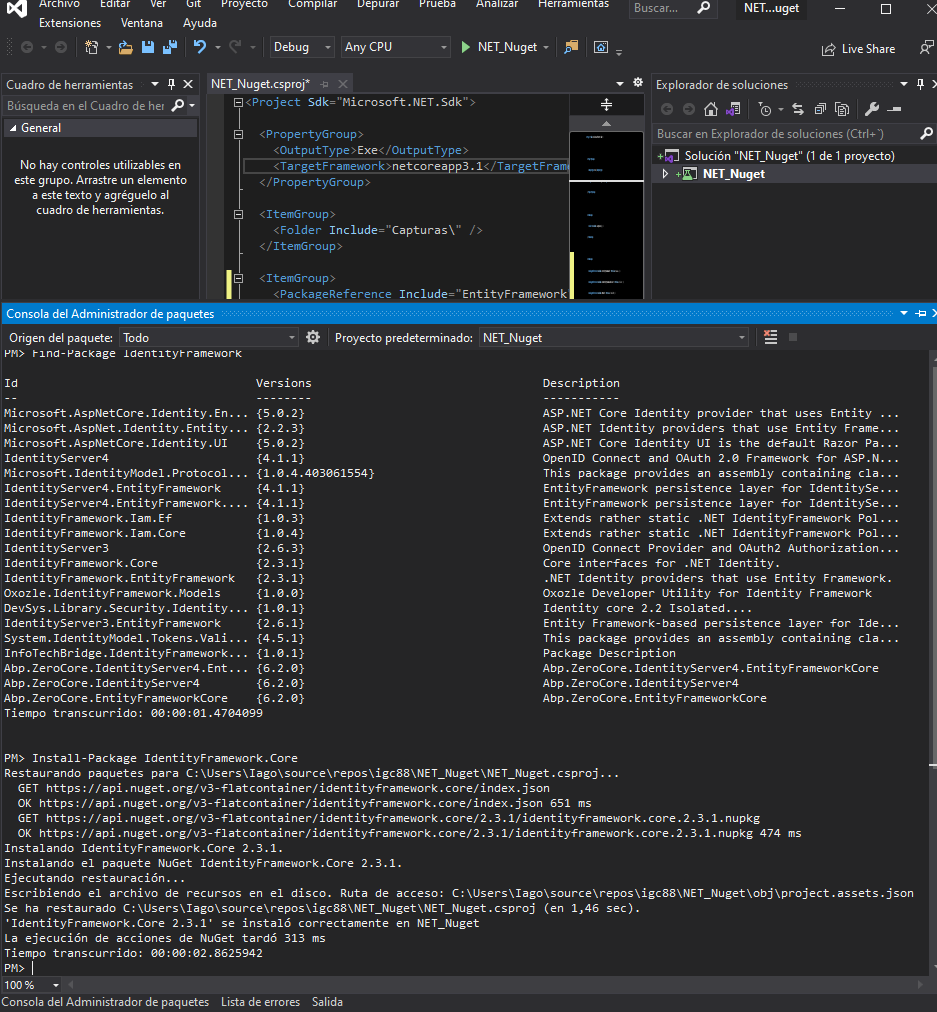 Archivo Editar Ver Git Proyecto Compilar Depurar Prueba Analizar Herramientas Buscar... NET...uget
Extensiones Ventana Ayuda
Debug Any CPU NET_Nuget Live Share
Cuadro de herramientas
Búsqueda en el Cuadro de her
General
No hay controles utilizables en
este grupo. Arrastre un elemento
a este texto y agréguelo al
cuadro de herramientas.
NET_Nuget.csproj*
<Project Sdk="Microsoft.NET.Sdk">
<PropertyGroup>
<OutputType>Exe</OutputType>
<TargetFramework>netcoreapp3.1</TargetFram
</PropertyGroup>
<ItemGroup>
<Folder Include="Capturas\" />
</ItemGroup>
<ItemGroup>
<PackageReference Include="EntityFramework
Explorador de soluciones
Buscar en Explorador de soluciones (Ctrl+`)
Solución "NET_Nuget" (1 de 1 proyecto)
NET_Nuget
Consola del Administrador de paquetes
Origen del paquete: Todo Proyecto predeterminado: NET_Nuget
PM> Find-Package IdentityFramework
Id Versions Description
-- -------- -----------
Microsoft.AspNetCore.Identity.En... {5.0.2} ASP.NET Core Identity provider that uses Entity ...
Microsoft.AspNet.Identity.Entity... {2.2.3} ASP.NET Identity providers that use Entity Frame...
Microsoft.AspNetCore.Identity.UI {5.0.2} ASP.NET Core Identity UI is the default Razor Pa...
IdentityServer4 {4.1.1} OpenID Connect and OAuth 2.0 Framework for ASP.N...
Microsoft.IdentityModel.Protocol... {1.0.4.403061554} This package provides an assembly containing cla...
IdentityServer4.EntityFramework {4.1.1} EntityFramework persistence layer for IdentitySe...
IdentityServer4.EntityFramework.... {4.1.1} EntityFramework persistence layer for IdentitySe...
IdentityFramework.Iam.Ef {1.0.3} Extends rather static .NET IdentityFramework Pol...
IdentityFramework.Iam.Core {1.0.4} Extends rather static .NET IdentityFramework Pol...
IdentityServer3 {2.6.3} OpenID Connect Provider and OAuth2 Authorization...
IdentityFramework.Core {2.3.1} Core interfaces for .NET Identity.
IdentityFramework.EntityFramework {2.3.1} .NET Identity providers that use Entity Framework.
Oxozle.IdentityFramework.Models {1.0.0} Oxozle Developer Utility for Identity Framework
DevSys.Library.Security.Identity... {1.0.1} Identity core 2.2 Isolated....
IdentityServer3.EntityFramework {2.6.1} Entity Framework-based persistence layer for Ide...
System.IdentityModel.Tokens.Vali... {4.5.1} This package provides an assembly containing cla...
InfoTechBridge.IdentityFramework... {1.0.1} Package Description
Abp.ZeroCore.IdentityServer4.Ent... {6.2.0} Abp.ZeroCore.IdentityServer4.EntityFrameworkCore
Abp.ZeroCore.IdentityServer4 {6.2.0} Abp.ZeroCore.IdentityServer4
Abp.ZeroCore.EntityFrameworkCore {6.2.0} Abp.ZeroCore.EntityFrameworkCore
Tiempo transcurrido: 00:00:01.4704099
PM> Install-Package IdentityFramework.Core
Restaurando paquetes para C:\Users\Iago\source\repos\igc88\NET_Nuget\NET_Nuget.csproj...
GET https://api.nuget.org/v3-flatcontainer/identityframework.core/index.json
OK https://api.nuget.org/v3-flatcontainer/identityframework.core/index.json 651 ms
GET https://api.nuget.org/v3-flatcontainer/identityframework.core/2.3.1/identityframework.core.2.3.1.nupkg
OK https://api.nuget.org/v3-flatcontainer/identityframework.core/2.3.1/identityframework.core.2.3.1.nupkg 474 ms
Instalando IdentityFramework.Core 2.3.1.
Instalando el paquete NuGet IdentityFramework.Core 2.3.1.
Ejecutando restauración...
Escribiendo el archivo de recursos en el disco. Ruta de acceso: C:\Users\Iago\source\repos\igc88\NET_Nuget\obj\project.assets.json
Se ha restaurado C:\Users\Iago\source\repos\igc88\NET_Nuget\NET_Nuget.csproj (en 1,46 sec).
'IdentityFramework.Core 2.3.1' se instaló correctamente en NET_Nuget
La ejecución de acciones de NuGet tardó 313 ms
Tiempo transcurrido: 00:00:02.8625942
PM>
100 %
Consola del Administrador de paquetes Lista de errores Salida